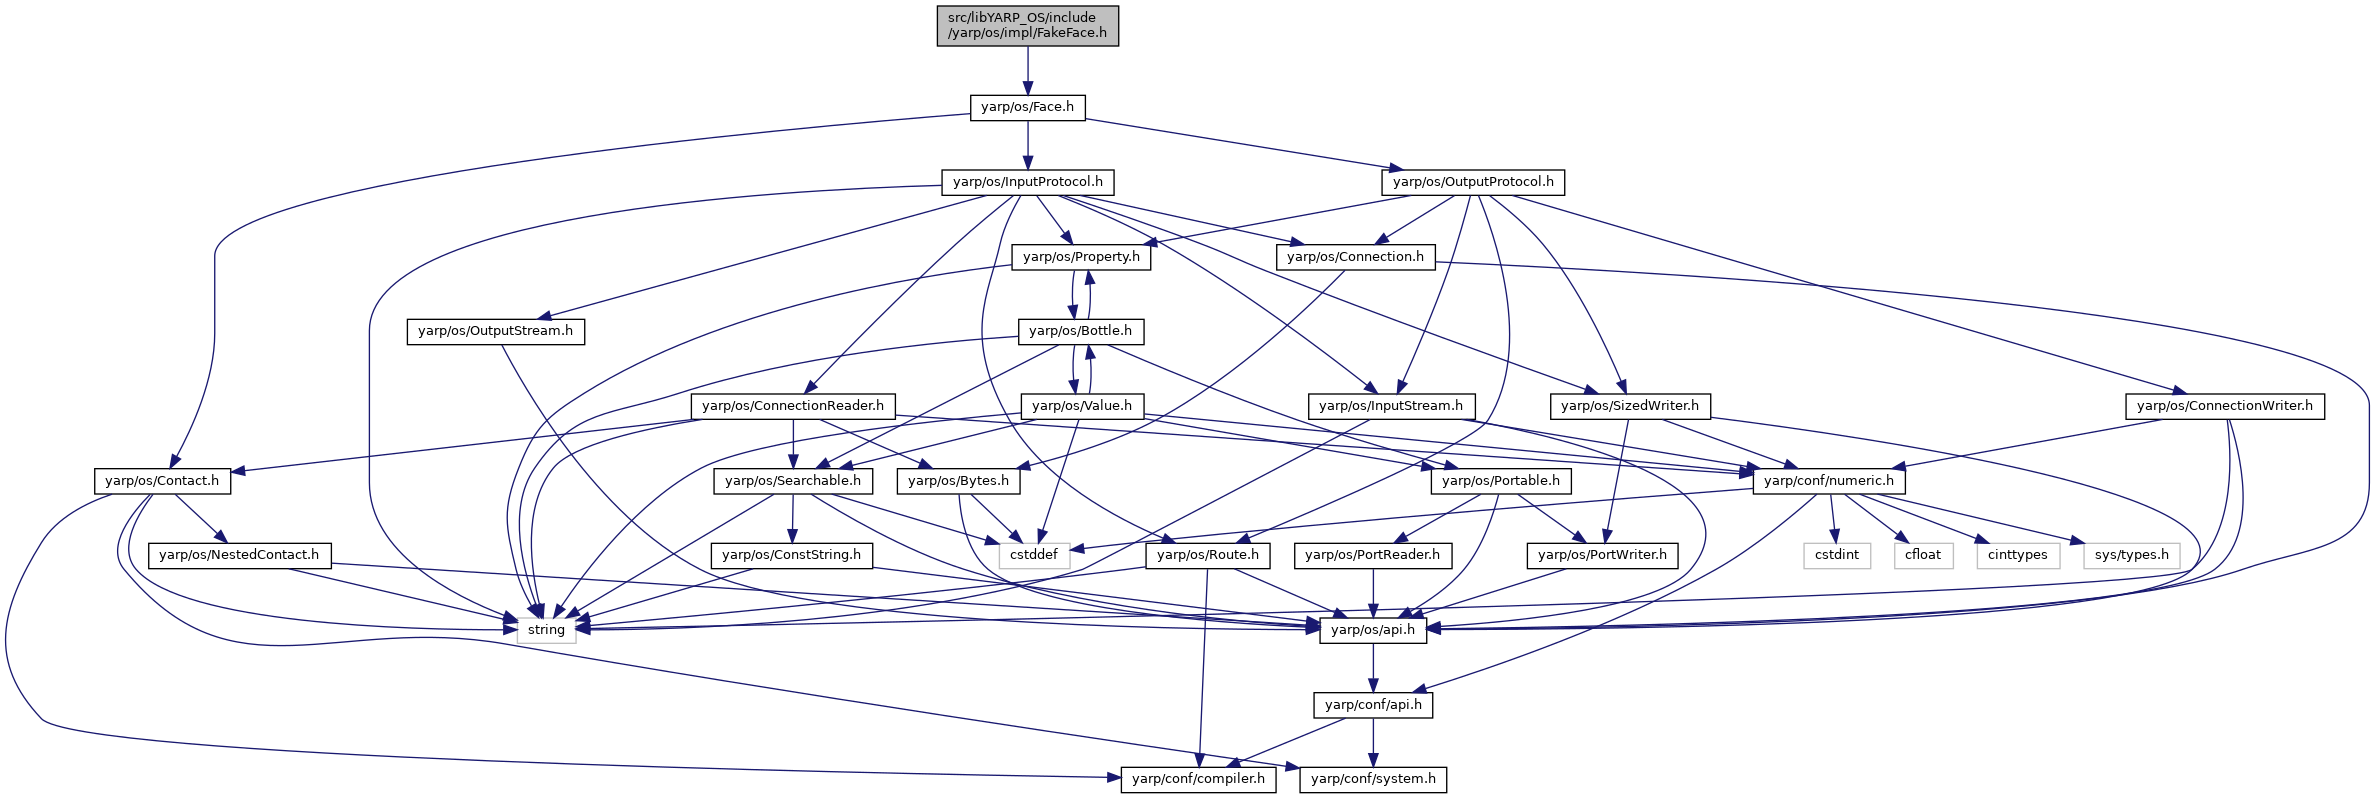 src/libYARP_OS/include
/yarp/os/impl/FakeFace.h
yarp/os/Face.h
yarp/os/InputProtocol.h
yarp/os/OutputProtocol.h
yarp/os/Property.h
yarp/os/Connection.h
yarp/os/OutputStream.h
yarp/os/Bottle.h
yarp/os/ConnectionReader.h
yarp/os/Value.h
yarp/os/InputStream.h
yarp/os/SizedWriter.h
yarp/os/ConnectionWriter.h
yarp/os/Contact.h
yarp/os/Searchable.h
yarp/os/Bytes.h
yarp/os/Portable.h
yarp/conf/numeric.h
yarp/os/NestedContact.h
yarp/os/ConstString.h
cstddef
yarp/os/Route.h
yarp/os/PortReader.h
yarp/os/PortWriter.h
cstdint
cfloat
cinttypes
sys/types.h
string
yarp/os/api.h
yarp/conf/api.h
yarp/conf/compiler.h
yarp/conf/system.h